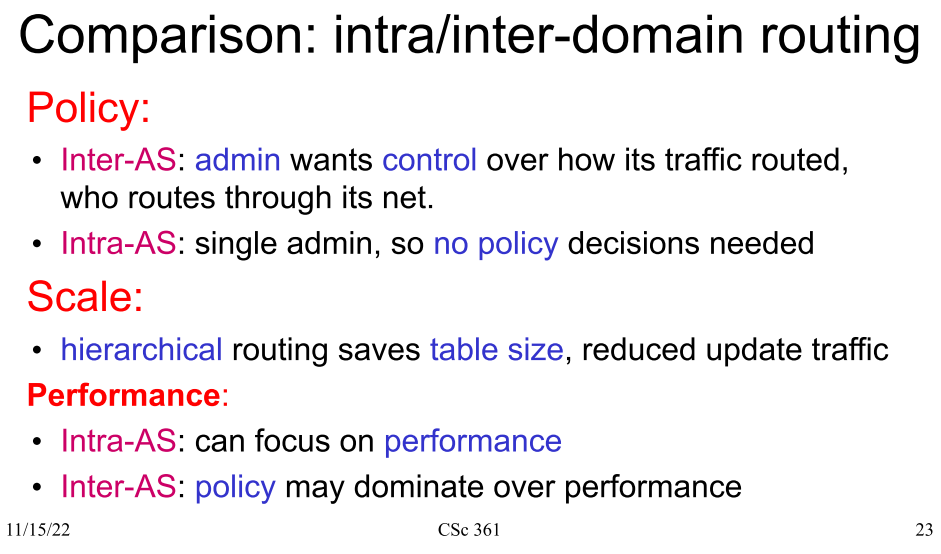 Comparison: intra/inter-domain routing
Policy:
• Inter-AS: admin wants control over how its traffic routed,
who routes through its net.
• Intra-AS: single admin, so no policy decisions needed
Scale:
• hierarchical routing saves table size, reduced update traffic
Performance:
• Intra-AS: can focus on performance
• Inter-AS: policy may dominate over performance
11/15/22 CSc 361 23